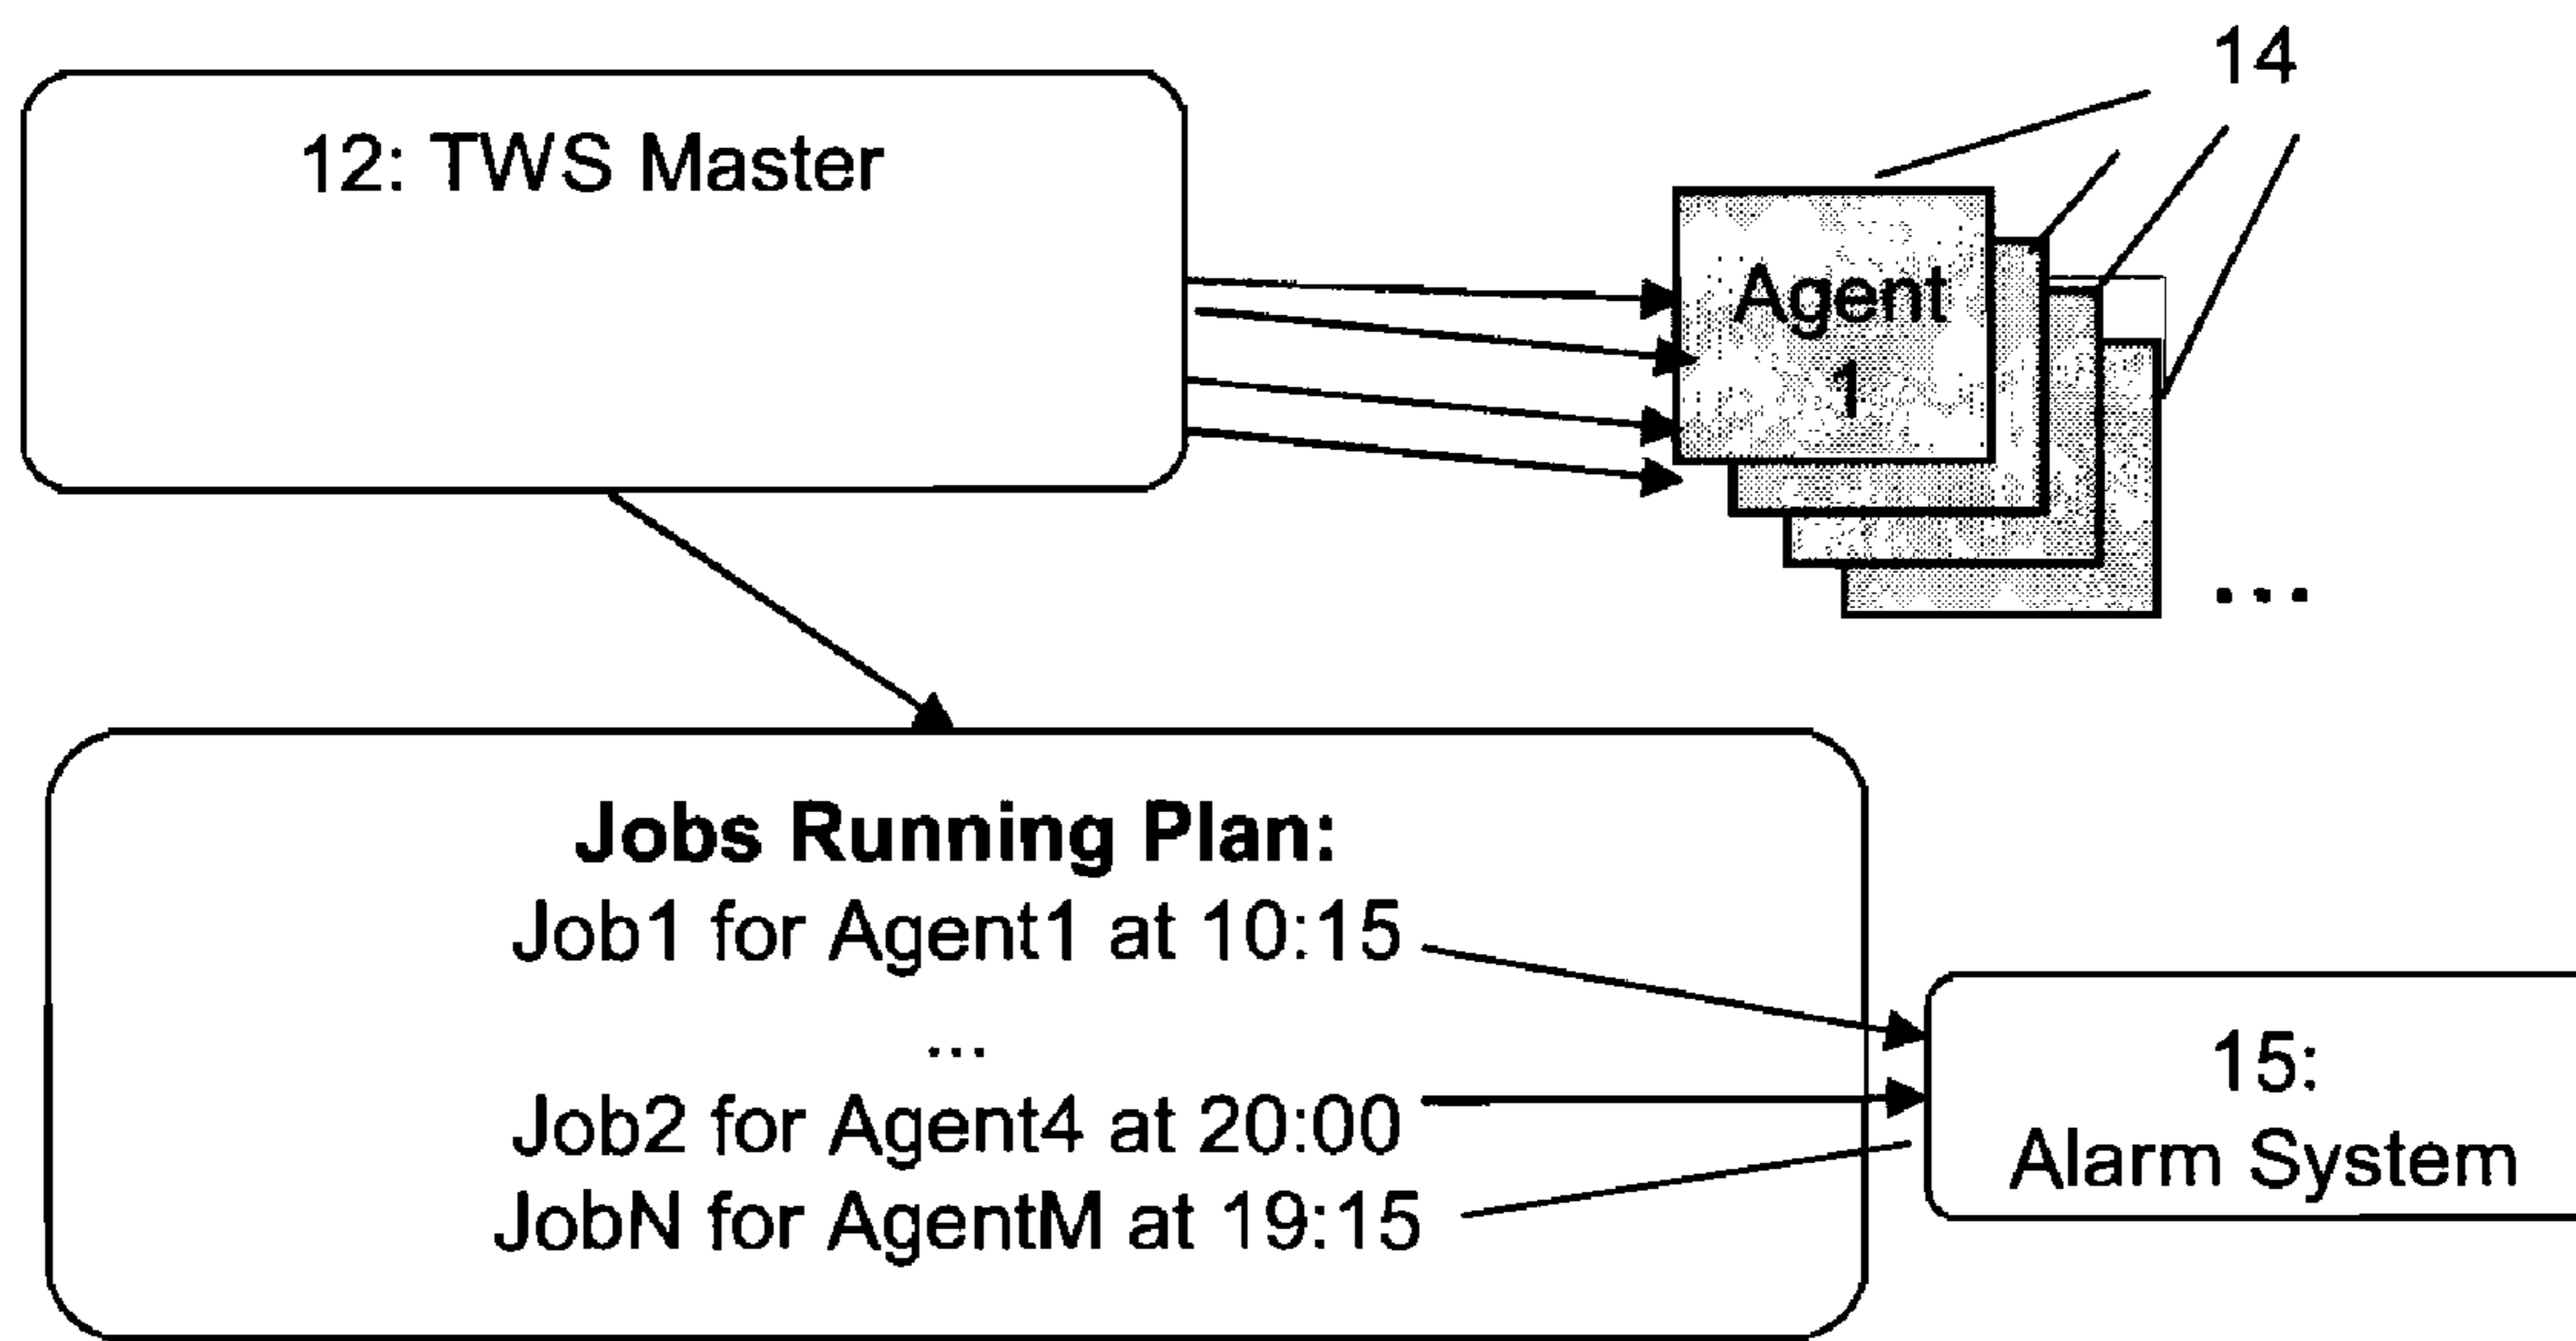 14
12: TWS Master
Agent
1
...
Jobs Running Plan:
Job1 for Agent1 at 10:15
...
Job2 for Agent4 at 20:00
JobN for AgentM at 19:15
15:
Alarm System